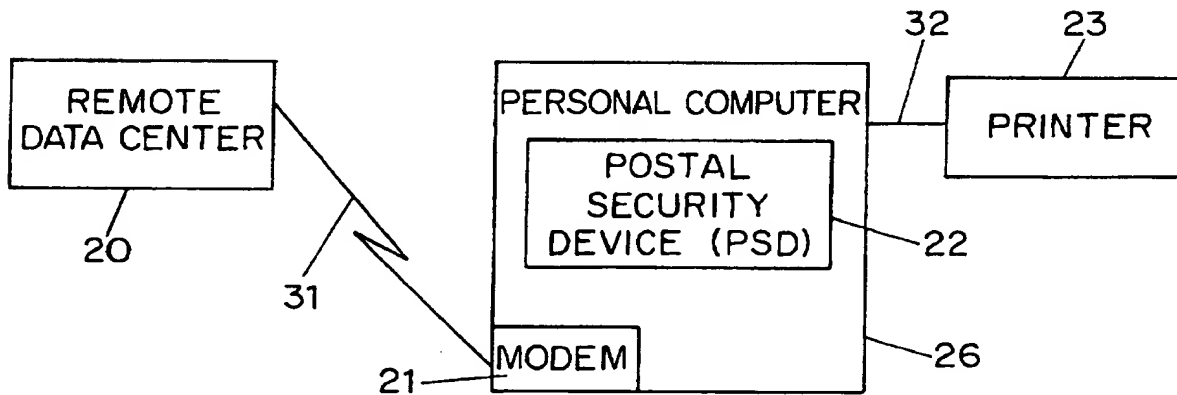 REMOTE
DATA CENTER
20
31
PERSONAL COMPUTER
POSTAL
SECURITY
DEVICE (PSD)
22
MODEM
21
26
32
23
PRINTER